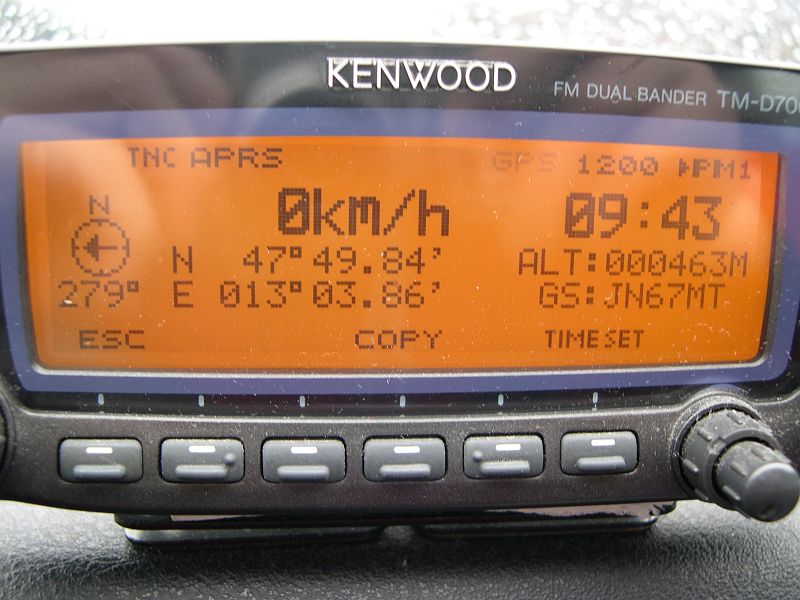 KENWOOD
FM DUAL BANDER TM-D70
TNC APRS GPS 1200 PM1
N 0km/h 09:43
N 47°49.84' ALT:000463M
279° E 013°03.86' GS:JN67MT
ESC COPY TIMESET